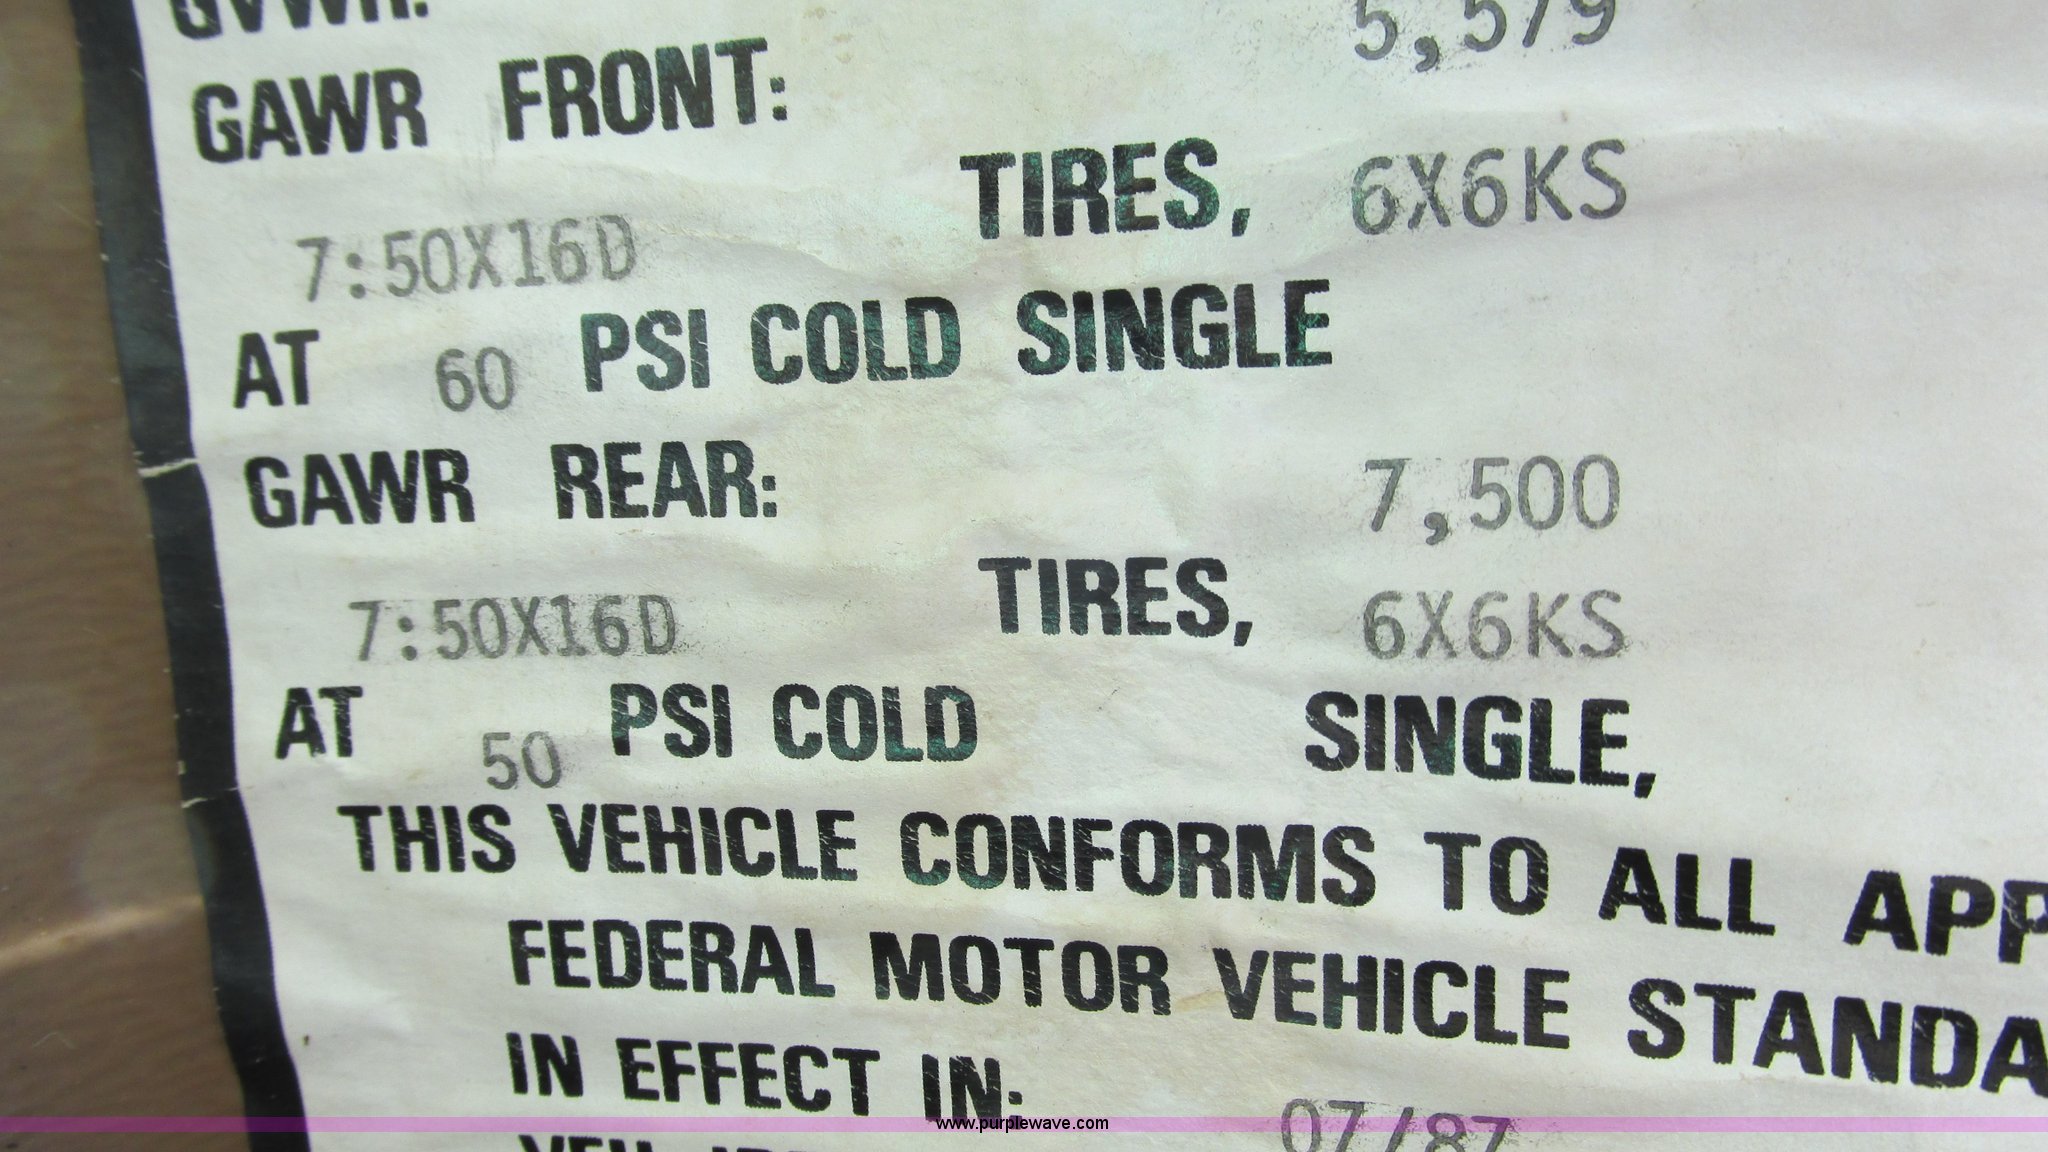 GVWR:
5,579
GAWR FRONT:
TIRES, 6X6KS
7:50X16D
AT 60 PSI COLD SINGLE
GAWR REAR: 7,500
TIRES, 6X6KS
7:50X16D
AT 50 PSI COLD SINGLE,
THIS VEHICLE CONFORMS TO ALL APP
FEDERAL MOTOR VEHICLE STANDA
IN EFFECT IN: 07/87
www.purplewave.com